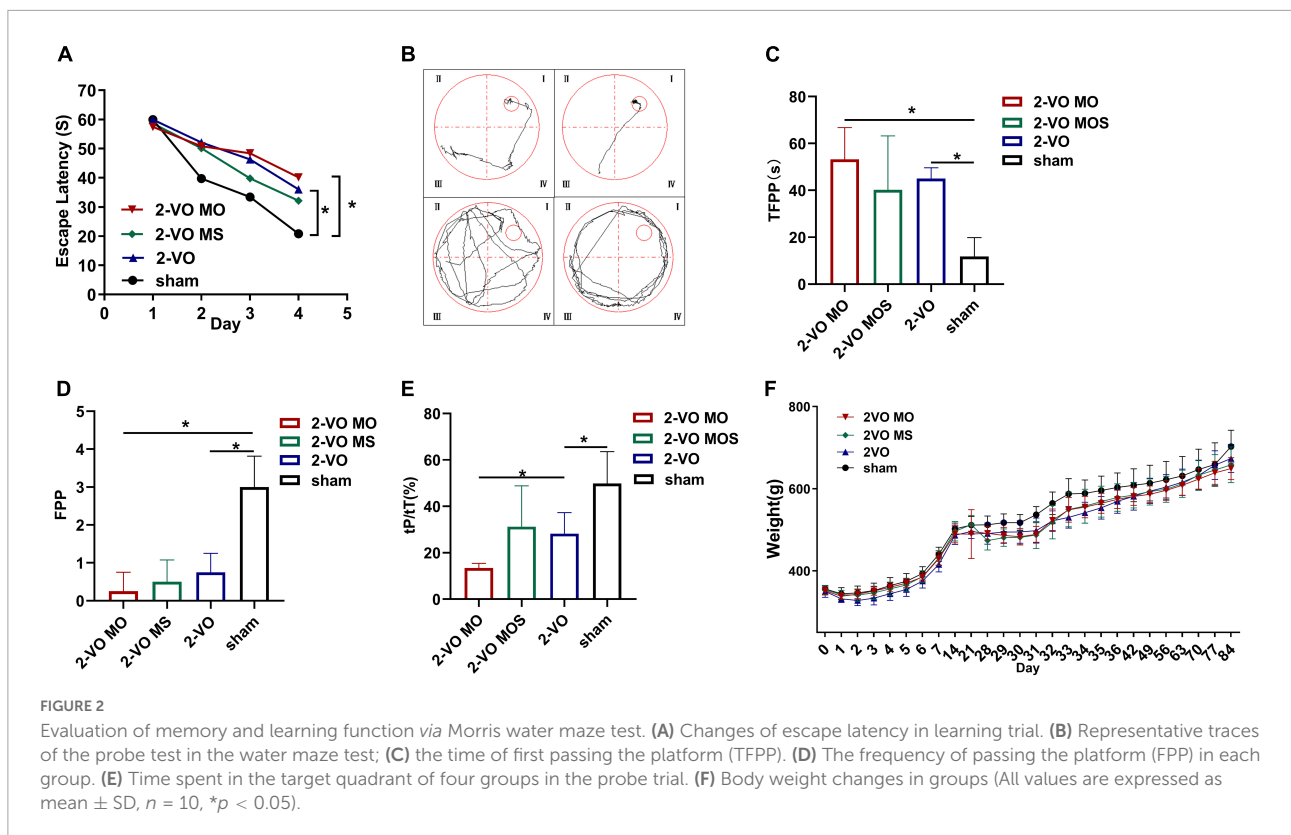 A
Escape Latency (S)
70
60
50
40
30
20
10
0
2-VO MO
2-VO MS
2-VO
sham
*
*
0
1
2
3
4
5
Day
B
II
I
III
IV
II
I
III
IV
II
I
III
IV
II
I
III
IV
C
TFPP(s)
80
60
40
20
0
*
*
2-VO MO
2-VO MOS
2-VO
sham
2-VO MO
2-VO MOS
2-VO
sham
D
FPP
5
4
3
2
1
0
*
*
2-VO MO
2-VO MS
2-VO
sham
2-VO MO
2-VO MS
2-VO
sham
E
tP/tT(%)
80
60
40
20
0
*
*
2-VO MO
2-VO MOS
2-VO
sham
2-VO MO
2-VO MOS
2-VO
sham
F
Weight(g)
800
600
400
2VO MO
2VO MS
2VO
sham
0 1 2 3 4 5 6 7 14 21 28 29 30 31 32 33 34 35 36 42 49 56 63 70 77 84
Day
FIGURE 2
Evaluation of memory and learning function via Morris water maze test. (A) Changes of escape latency in learning trial. (B) Representative traces
of the probe test in the water maze test; (C) the time of first passing the platform (TFPP). (D) The frequency of passing the platform (FPP) in each
group. (E) Time spent in the target quadrant of four groups in the probe trial. (F) Body weight changes in groups (All values are expressed as
mean ± SD, n = 10, *p < 0.05).